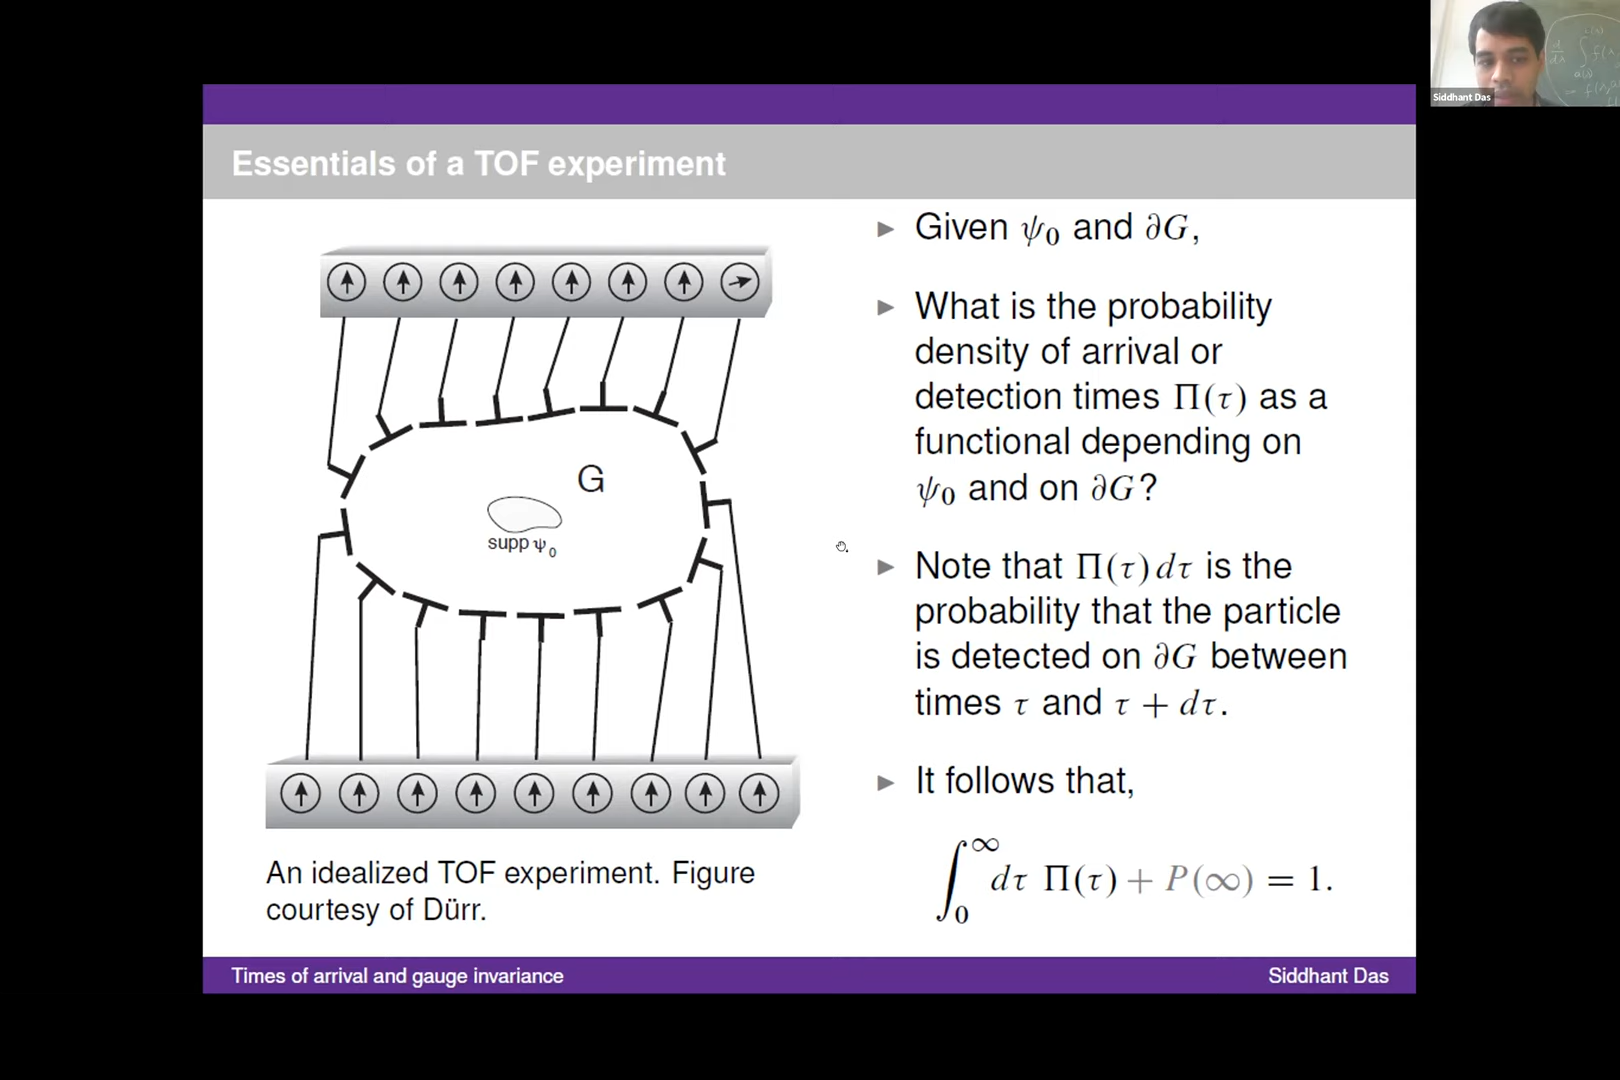 Siddhant Das
Essentials of a TOF experiment
G
supp ψ₀
An idealized TOF experiment. Figure
courtesy of Dürr.
► Given ψ₀ and ∂G,
► What is the probability
density of arrival or
detection times Π(τ) as a
functional depending on
ψ₀ and on ∂G?
► Note that Π(τ) dτ is the
probability that the particle
is detected on ∂G between
times τ and τ + dτ.
► It follows that,
∫₀^∞ dτ Π(τ) + P(∞) = 1.
Times of arrival and gauge invariance
Siddhant Das